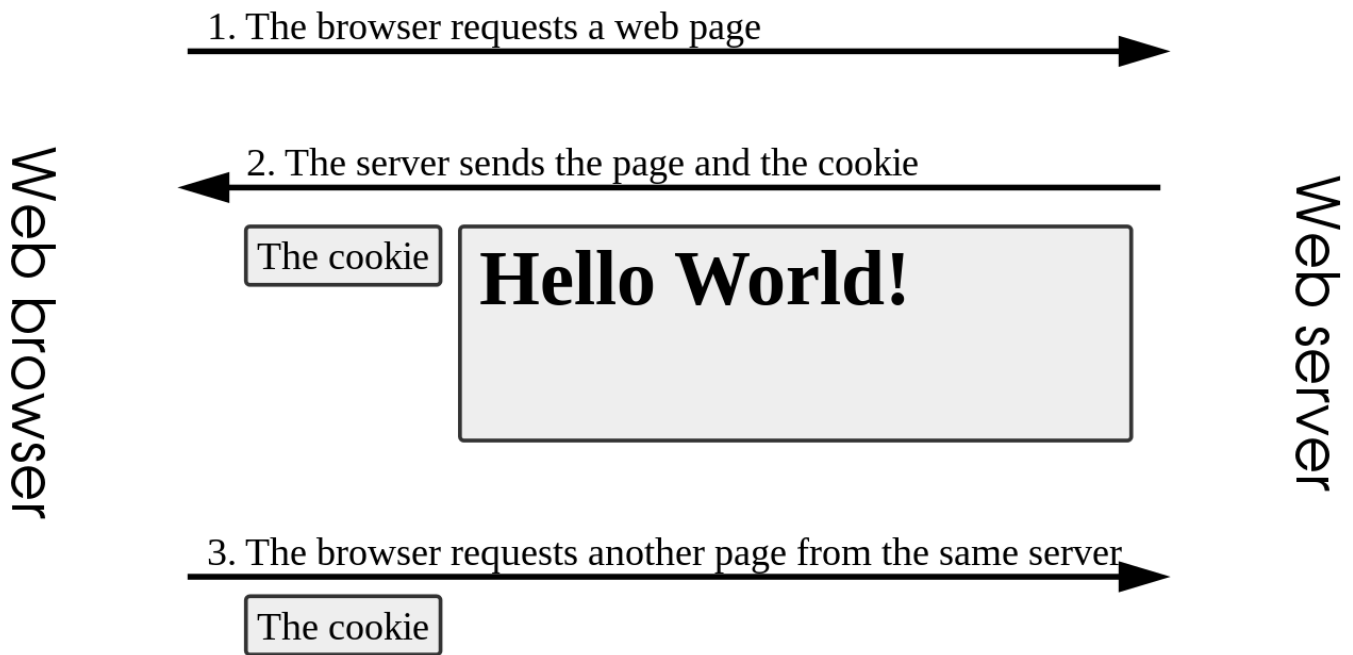 1. The browser requests a web page
2. The server sends the page and the cookie
The cookie
Hello World!
Web browser
Web server
3. The browser requests another page from the same server
The cookie